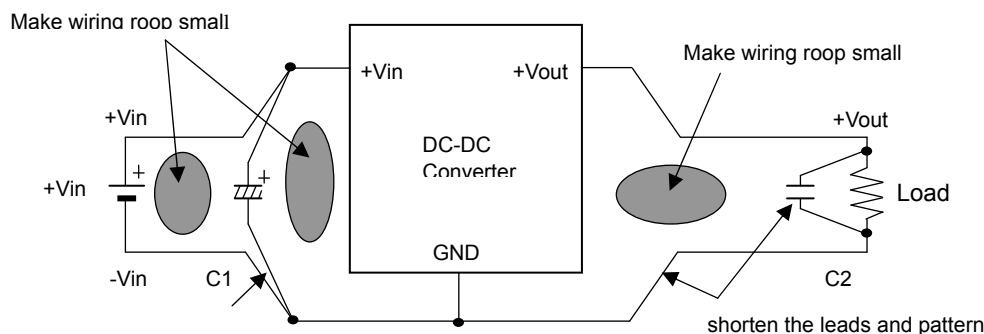 Make wiring roop small
Make wiring roop small
+Vin
+Vout
+Vin
+Vout
DC-DC
Converter
+Vin
+
+
Load
GND
-Vin
C1
C2
shorten the leads and pattern